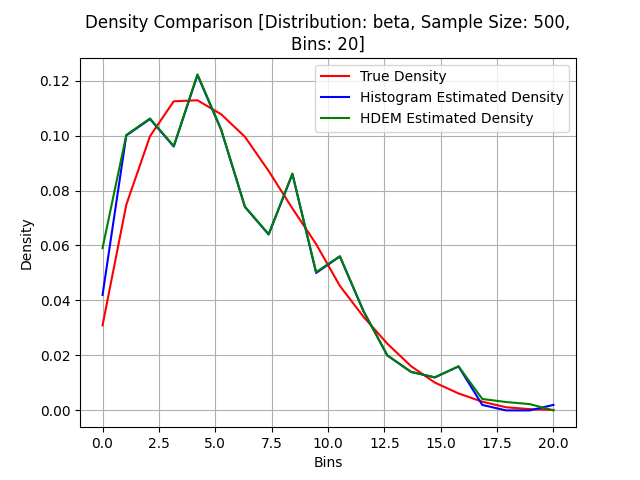 Density Comparison [Distribution: beta, Sample Size: 500,
Bins: 20]
True Density
Histogram Estimated Density
HDEM Estimated Density
Density
0.12
0.10
0.08
0.06
0.04
0.02
0.00
0.0 2.5 5.0 7.5 10.0 12.5 15.0 17.5 20.0
Bins